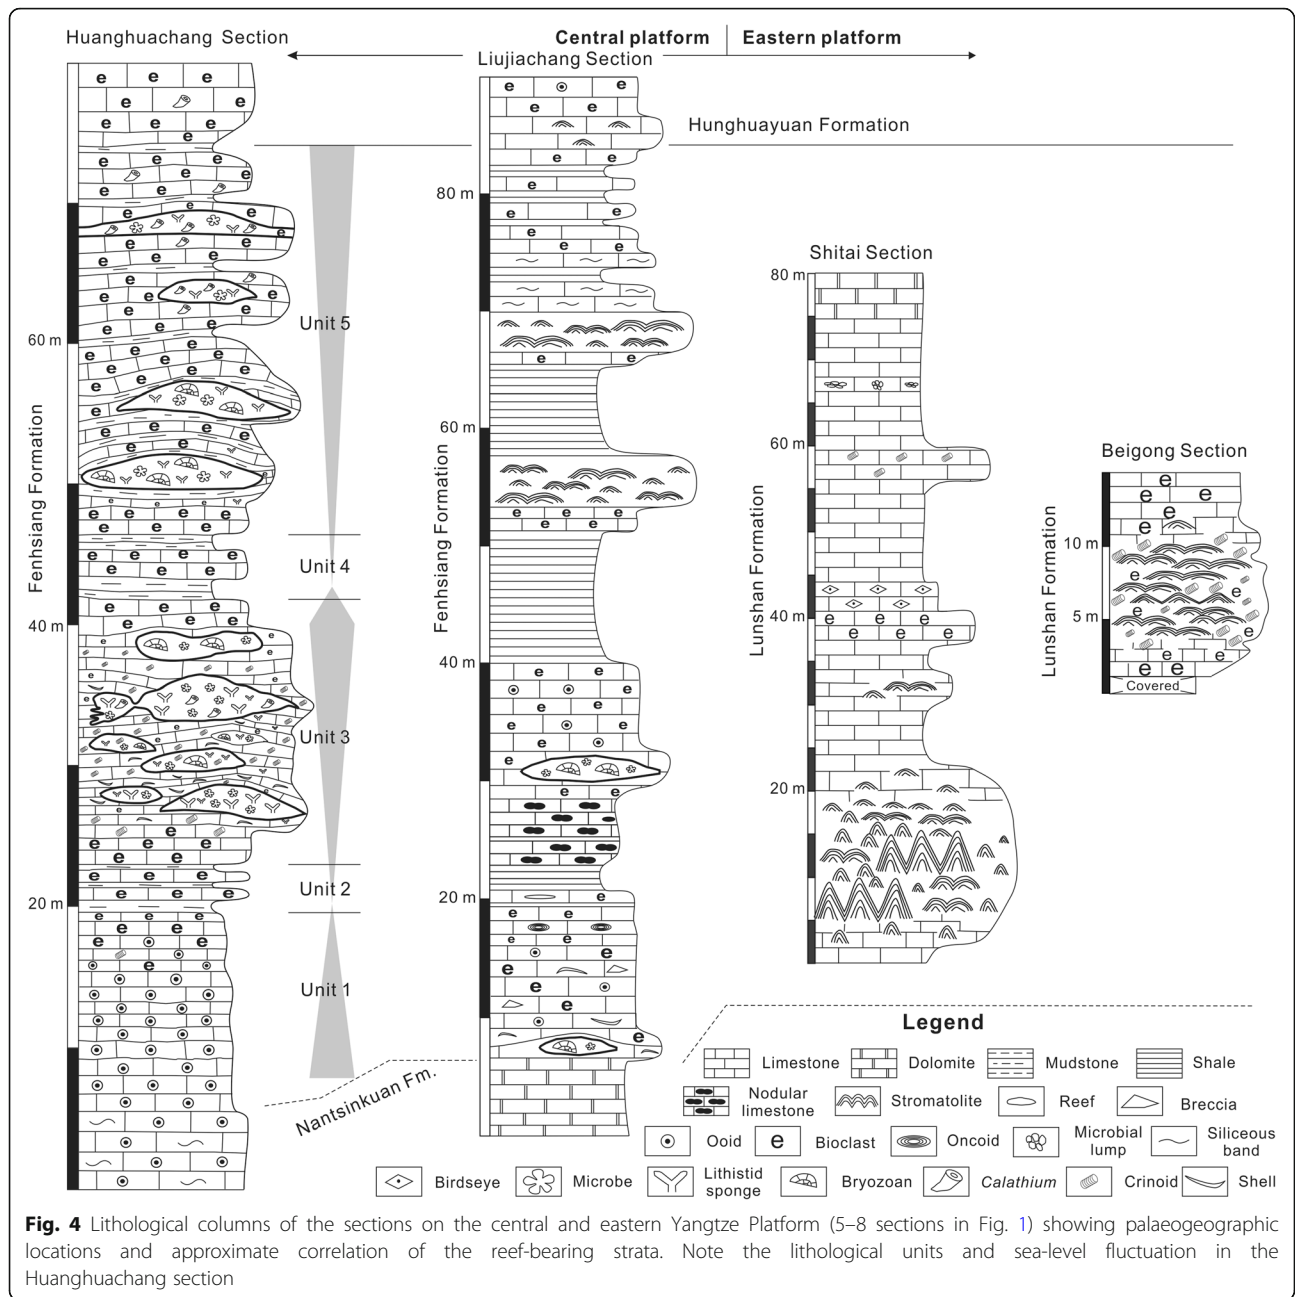 Huanghuachang Section
Central platform
Eastern platform
Liujiachang Section
Hunghuayuan Formation
80 m
Shitai Section
80 m
Unit 5
60 m
Fenhsiang Formation
60 m
60 m
Beigong Section
Fenhsiang Formation
Lunshan Formation
Lunshan Formation
10 m
Unit 4
40 m
40 m
5 m
40 m
Covered
Unit 3
20 m
Unit 2
20 m
20 m
Unit 1
Nantsinkuan Fm.
Legend
Limestone
Dolomite
Mudstone
Shale
Nodular
limestone
Stromatolite
Reef
Breccia
Ooid
e
Bioclast
Oncoid
Microbial
lump
Siliceous
band
Birdseye
Microbe
Lithistid
sponge
Bryozoan
Calathium
Crinoid
Shell
Fig. 4 Lithological columns of the sections on the central and eastern Yangtze Platform (5–8 sections in Fig. 1) showing palaeogeographic
locations and approximate correlation of the reef-bearing strata. Note the lithological units and sea-level fluctuation in the
Huanghuachang section